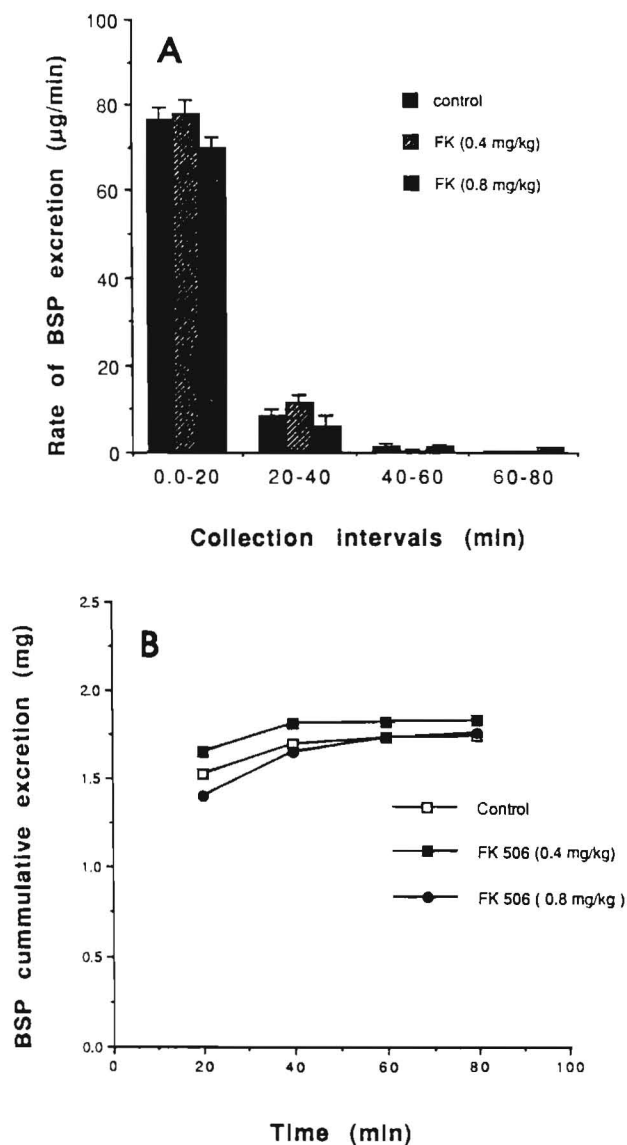 A
Rate of BSP excretion (µg/min)
100
80
60
40
20
0
control
FK (0.4 mg/kg)
FK (0.8 mg/kg)
0.0-20 20-40 40-60 60-80
Collection intervals (min)
B
BSP cummulative excretion (mg)
2.5
2.0
1.5
1.0
0.5
0.0
Control
FK 506 (0.4 mg/kg)
FK 506 ( 0.8 mg/kg )
0 20 40 60 80 100
Time (min)